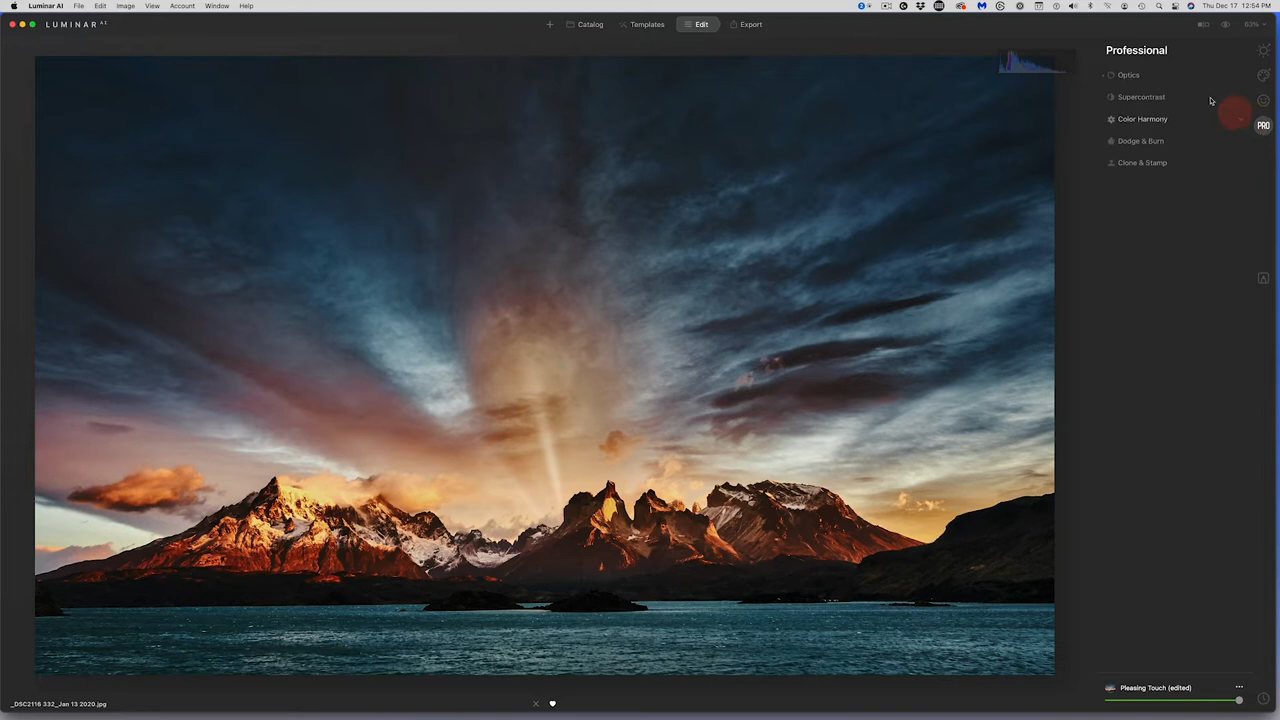 Luminar AI File Edit Image View Account Window Help Thu Dec 17 12:54 PM
LUMINAR AI Catalog Templates Edit Export 63%
Professional
Optics
Supercontrast
Color Harmony
PRO
Dodge & Burn
Clone & Stamp
Pleasing Touch (edited)
_DSC2116 332_Jan 13 2020.jpg